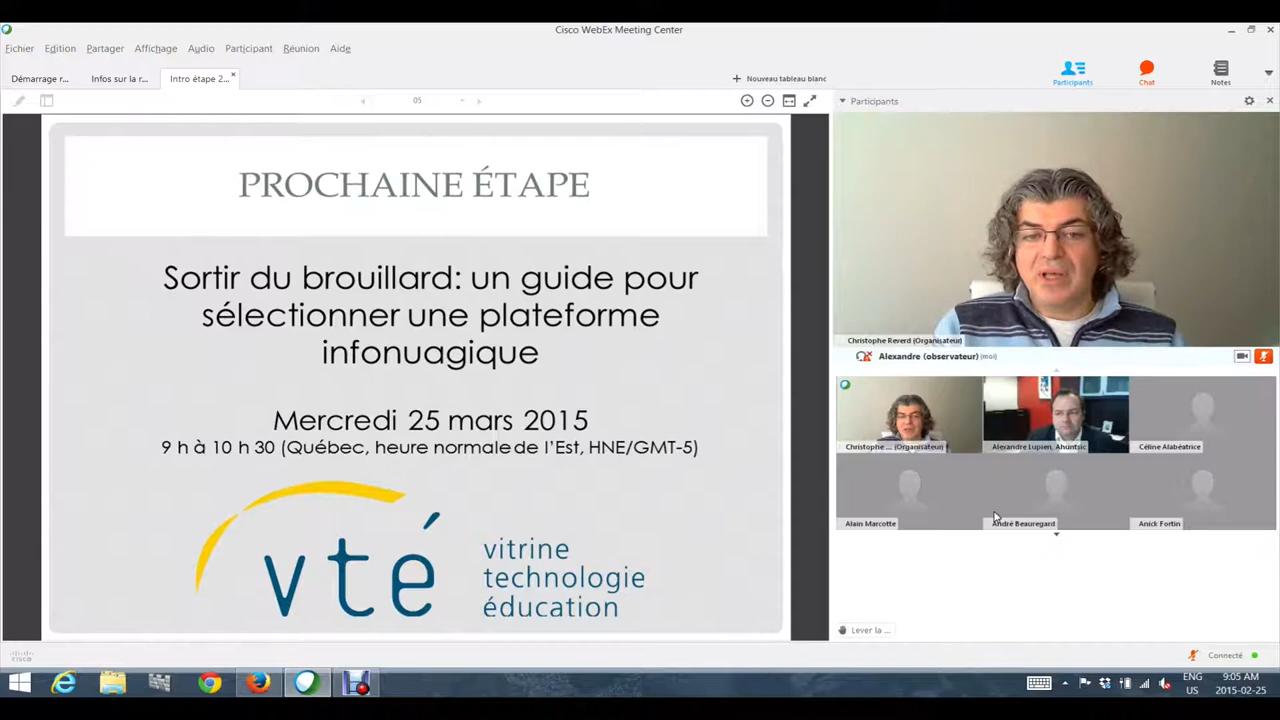 Cisco WebEx Meeting Center
Fichier Edition Partager Affichage Audio Participant Réunion Aide
Démarrage r... Infos sur la r... Intro étape 2...
Nouveau tableau blanc
Participants Chat Notes
05
Participants
PROCHAINE ÉTAPE
Sortir du brouillard: un guide pour
sélectionner une plateforme
infonuagique
Mercredi 25 mars 2015
9 h à 10 h 30 (Québec, heure normale de l'Est, HNE/GMT-5)
vté
vitrine
technologie
éducation
Christophe Reverd (Organisateur)
Alexandre (observateur) (moi)
Christophe ... (Organisateur)
Alexandre Lupien, Ahuntsic
Céline Alabéatrice
Alain Marcotte
André Beauregard
Anick Fortin
Lever la ...
cisco
Connecté
ENG
US
9:05 AM
2015-02-25